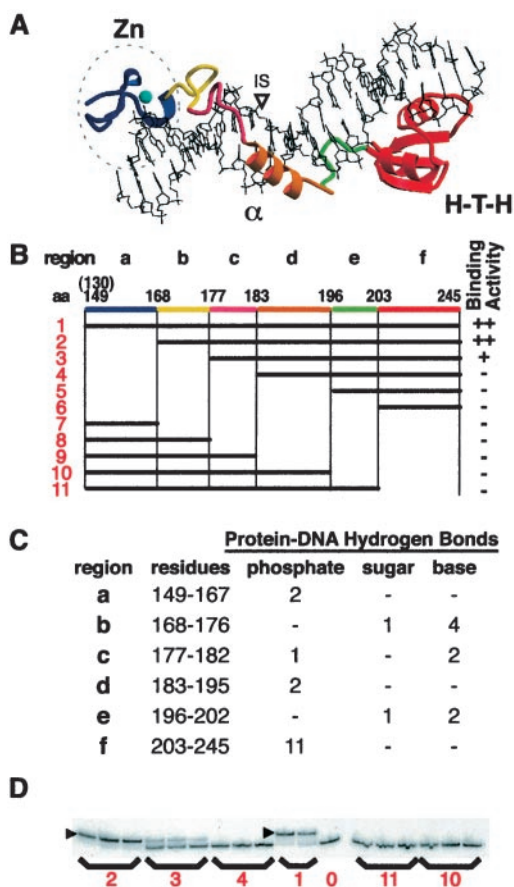 A
Zn
IS
α
H-T-H
B
region a b c d e f
Binding Activity
(130)
aa 149 168 177 183 196 203 245
1 ++
2 ++
3 +
4 -
5 -
6 -
7 -
8 -
9 -
10 -
11 -
C
Protein-DNA Hydrogen Bonds
region residues phosphate sugar base
a 149-167 2 - -
b 168-176 - 1 4
c 177-182 1 - 2
d 183-195 2 - -
e 196-202 - 1 2
f 203-245 11 - -
D
2 3 4 1 0 11 10